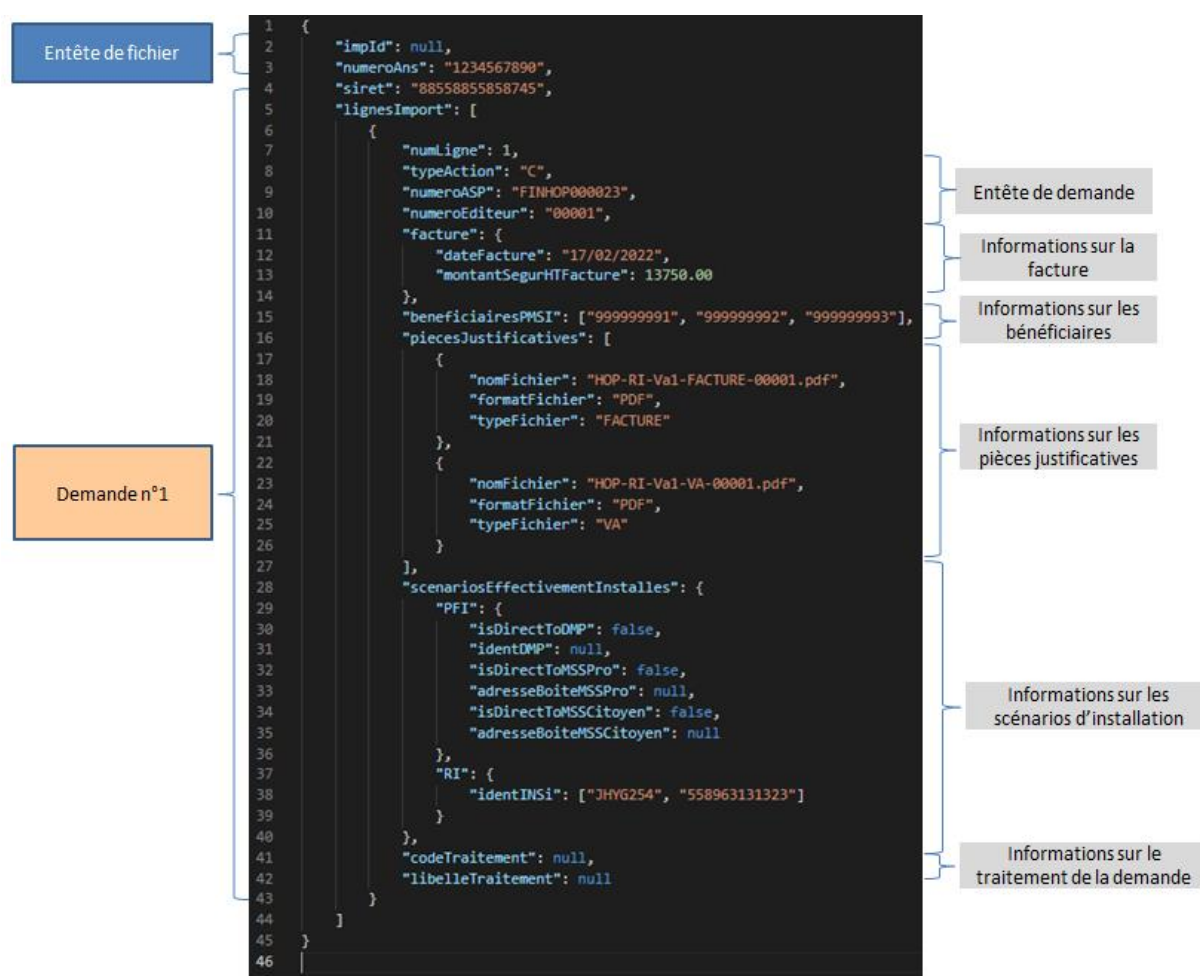 Entête de fichier
Demande n°1
1 {
2 "impId": null,
3 "numeroAns": "1234567890",
4 "siret": "88558855858745",
5 "lignesImport": [
6 {
7 "numLigne": 1,
8 "typeAction": "C",
9 "numeroASP": "FINHOP000023",
10 "numeroEditeur": "00001",
11 "facture": {
12 "dateFacture": "17/02/2022",
13 "montantSegurHTFacture": 13750.00
14 },
15 "beneficiairesPMSI": ["999999991", "999999992", "999999993"],
16 "piecesJustificatives": [
17 {
18 "nomFichier": "HOP-RI-Va1-FACTURE-00001.pdf",
19 "formatFichier": "PDF",
20 "typeFichier": "FACTURE"
21 },
22 {
23 "nomFichier": "HOP-RI-Va1-VA-00001.pdf",
24 "formatFichier": "PDF",
25 "typeFichier": "VA"
26 }
27 ],
28 "scenariosEffectivementInstalles": {
29 "PFI": {
30 "isDirectToDMP": false,
31 "identDMP": null,
32 "isDirectToMSSPro": false,
33 "adresseBoiteMSSPro": null,
34 "isDirectToMSSCitoyen": false,
35 "adresseBoiteMSSCitoyen": null
36 },
37 "RI": {
38 "identINSi": ["JHYG254", "558963131323"]
39 }
40 },
41 "codeTraitement": null,
42 "libelleTraitement": null
43 }
44 ]
45 }
46
Entête de demande
Informations sur la
facture
Informations sur les
bénéficiaires
Informations sur les
pièces justificatives
Informations sur les
scénarios d'installation
Informations sur le
traitement de la demande